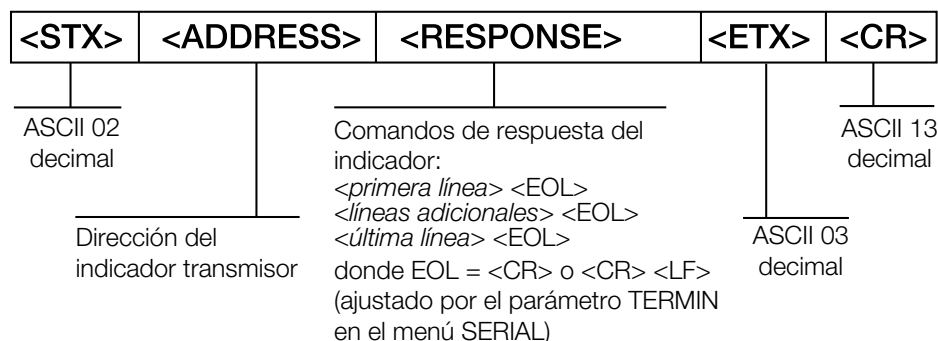 <STX> <ADDRESS> <RESPONSE> <ETX> <CR>
ASCII 02
decimal
Dirección del
indicador transmisor
Comandos de respuesta del
indicador:
<primera línea> <EOL>
<líneas adicionales> <EOL>
<última línea> <EOL>
donde EOL = <CR> o <CR> <LF>
(ajustado por el parámetro TERMIN
en el menú SERIAL)
ASCII 03
decimal
ASCII 13
decimal